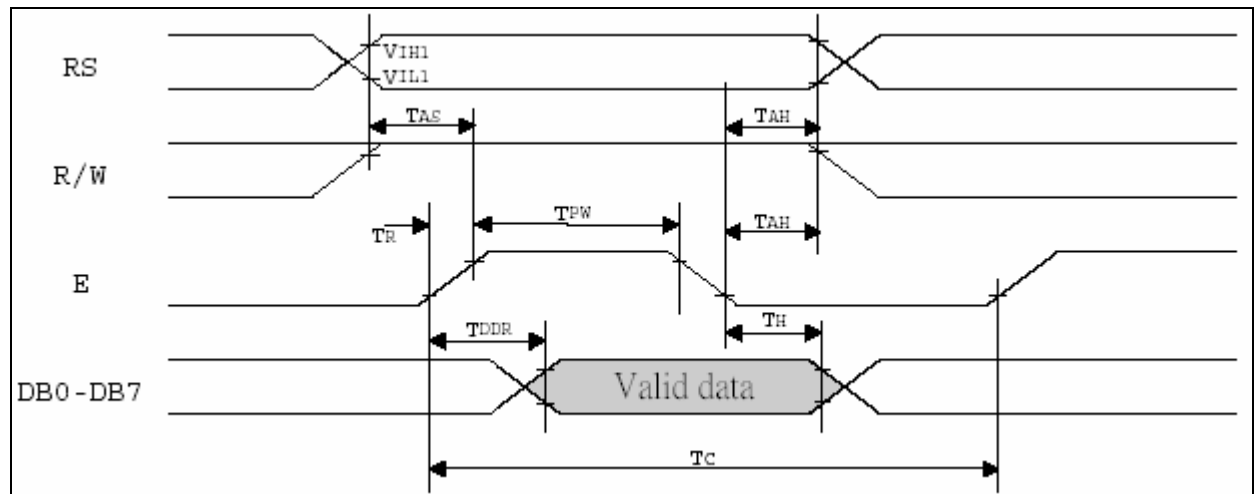 RS
VIH1
VIL1
TAS
TAH
R/W
TPW
TAH
TR
E
TDDR
TH
DB0-DB7
Valid data
TC